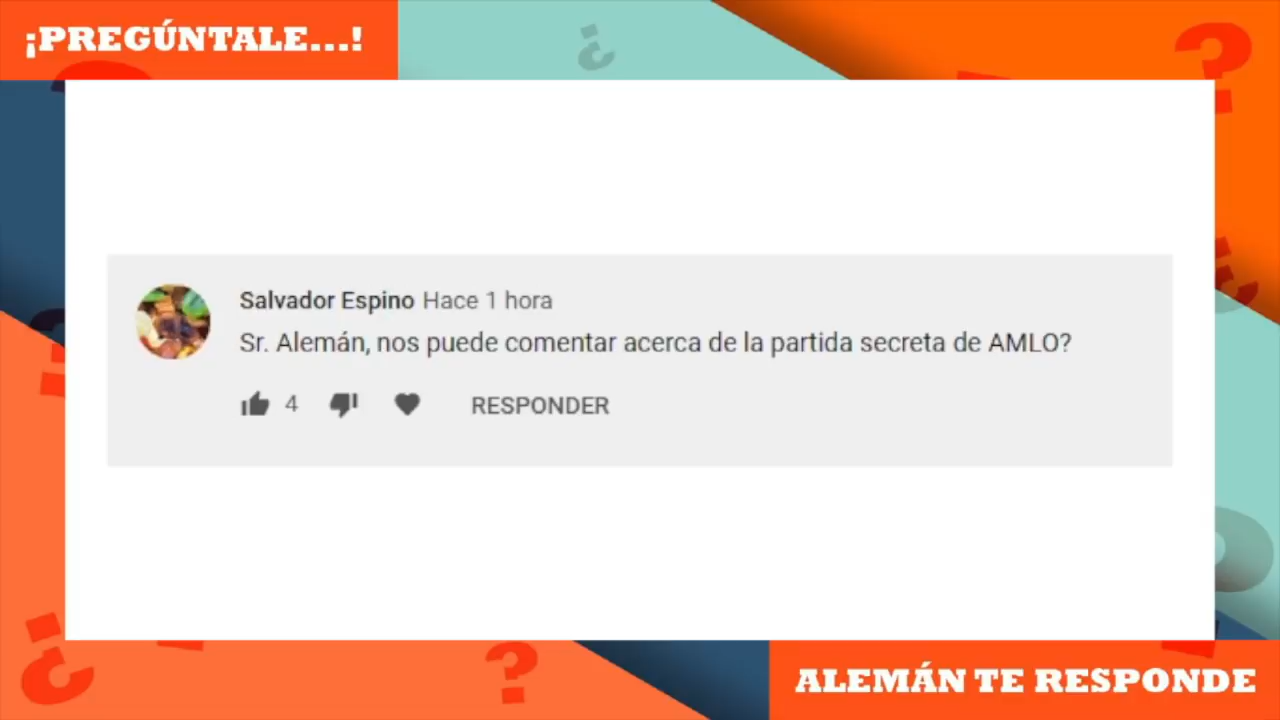 ¡PREGÚNTALE...!
Salvador Espino Hace 1 hora
Sr. Alemán, nos puede comentar acerca de la partida secreta de AMLO?
4 RESPONDER
ALEMÁN TE RESPONDE